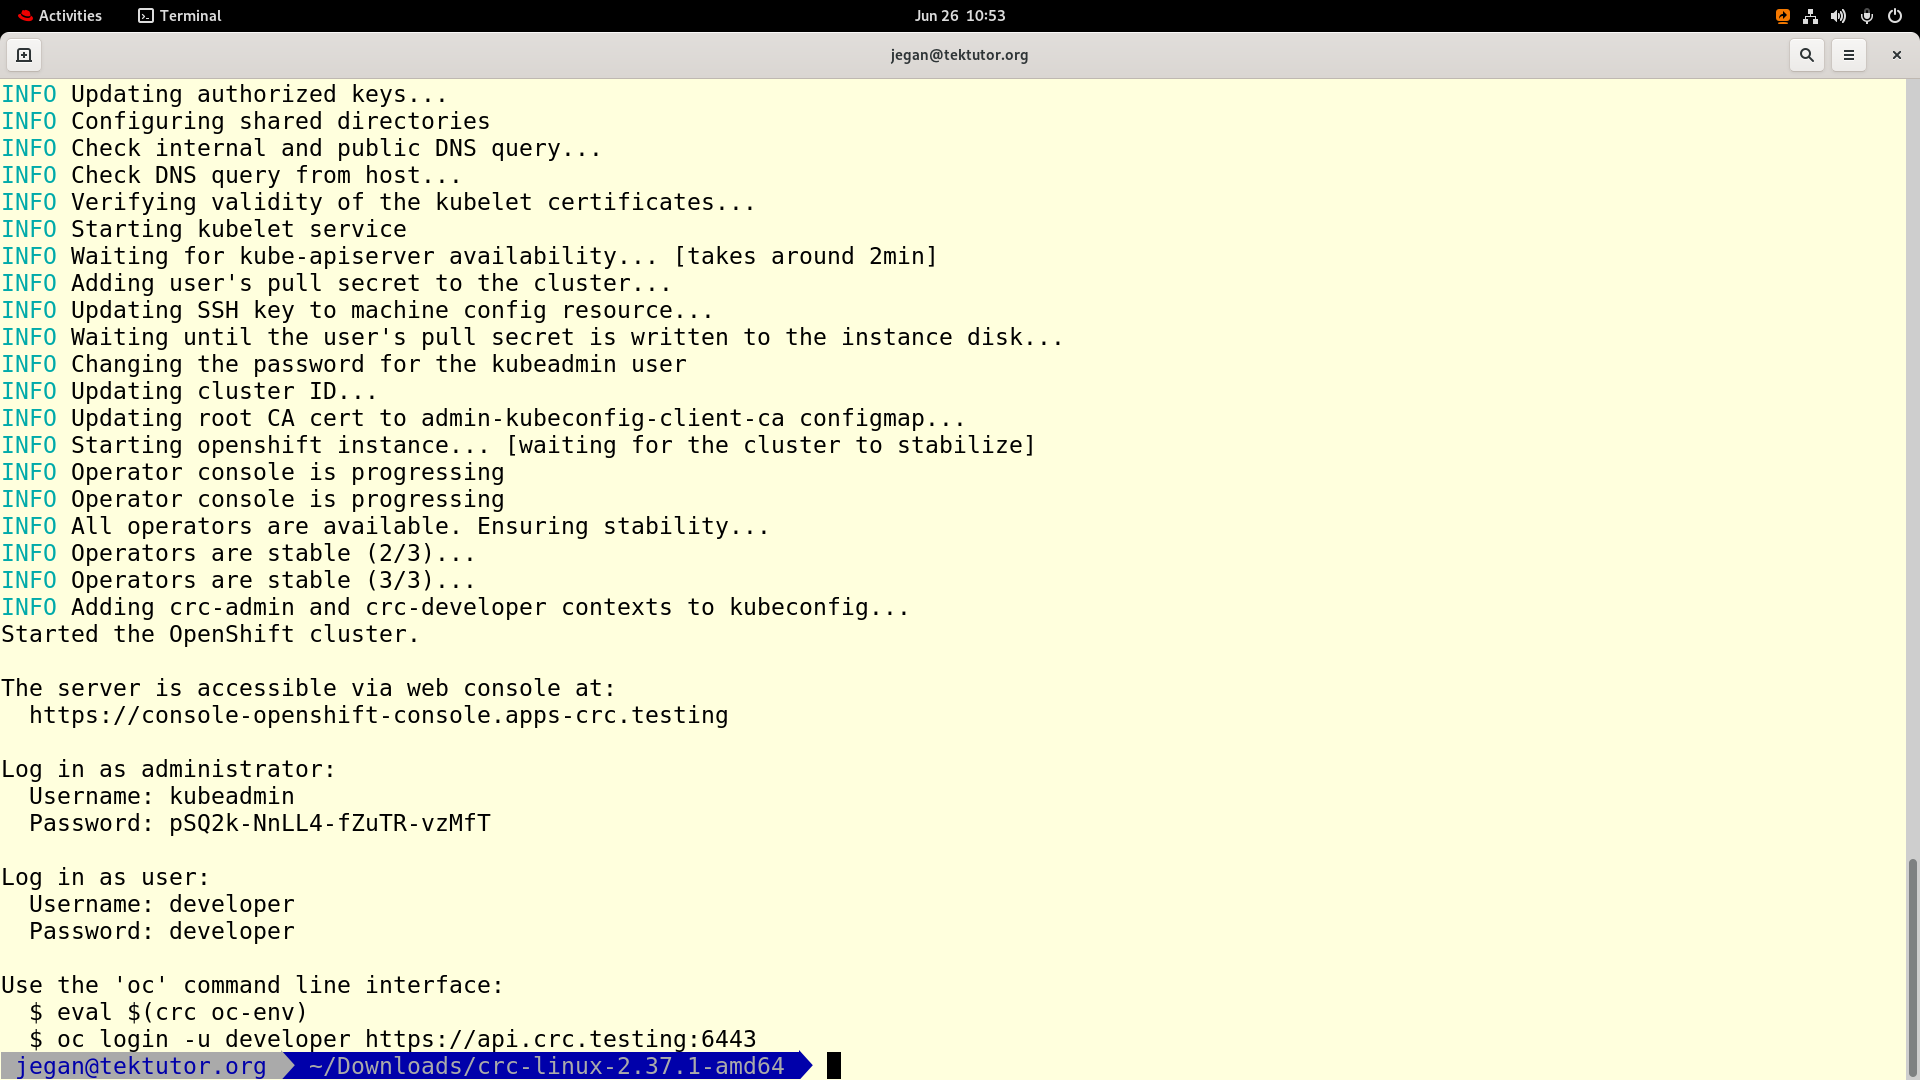 Activities
Terminal
Jun 26 10:53
jegan@tektutor.org
INFO Updating authorized keys...
INFO Configuring shared directories
INFO Check internal and public DNS query...
INFO Check DNS query from host...
INFO Verifying validity of the kubelet certificates...
INFO Starting kubelet service
INFO Waiting for kube-apiserver availability... [takes around 2min]
INFO Adding user's pull secret to the cluster...
INFO Updating SSH key to machine config resource...
INFO Waiting until the user's pull secret is written to the instance disk...
INFO Changing the password for the kubeadmin user
INFO Updating cluster ID...
INFO Updating root CA cert to admin-kubeconfig-client-ca configmap...
INFO Starting openshift instance... [waiting for the cluster to stabilize]
INFO Operator console is progressing
INFO Operator console is progressing
INFO All operators are available. Ensuring stability...
INFO Operators are stable (2/3)...
INFO Operators are stable (3/3)...
INFO Adding crc-admin and crc-developer contexts to kubeconfig...
Started the OpenShift cluster.
The server is accessible via web console at:
https://console-openshift-console.apps-crc.testing
Log in as administrator:
Username: kubeadmin
Password: pSQ2k-NnLL4-fZuTR-vzMfT
Log in as user:
Username: developer
Password: developer
Use the 'oc' command line interface:
$ eval $(crc oc-env)
$ oc login -u developer https://api.crc.testing:6443
jegan@tektutor.org ~/Downloads/crc-linux-2.37.1-amd64